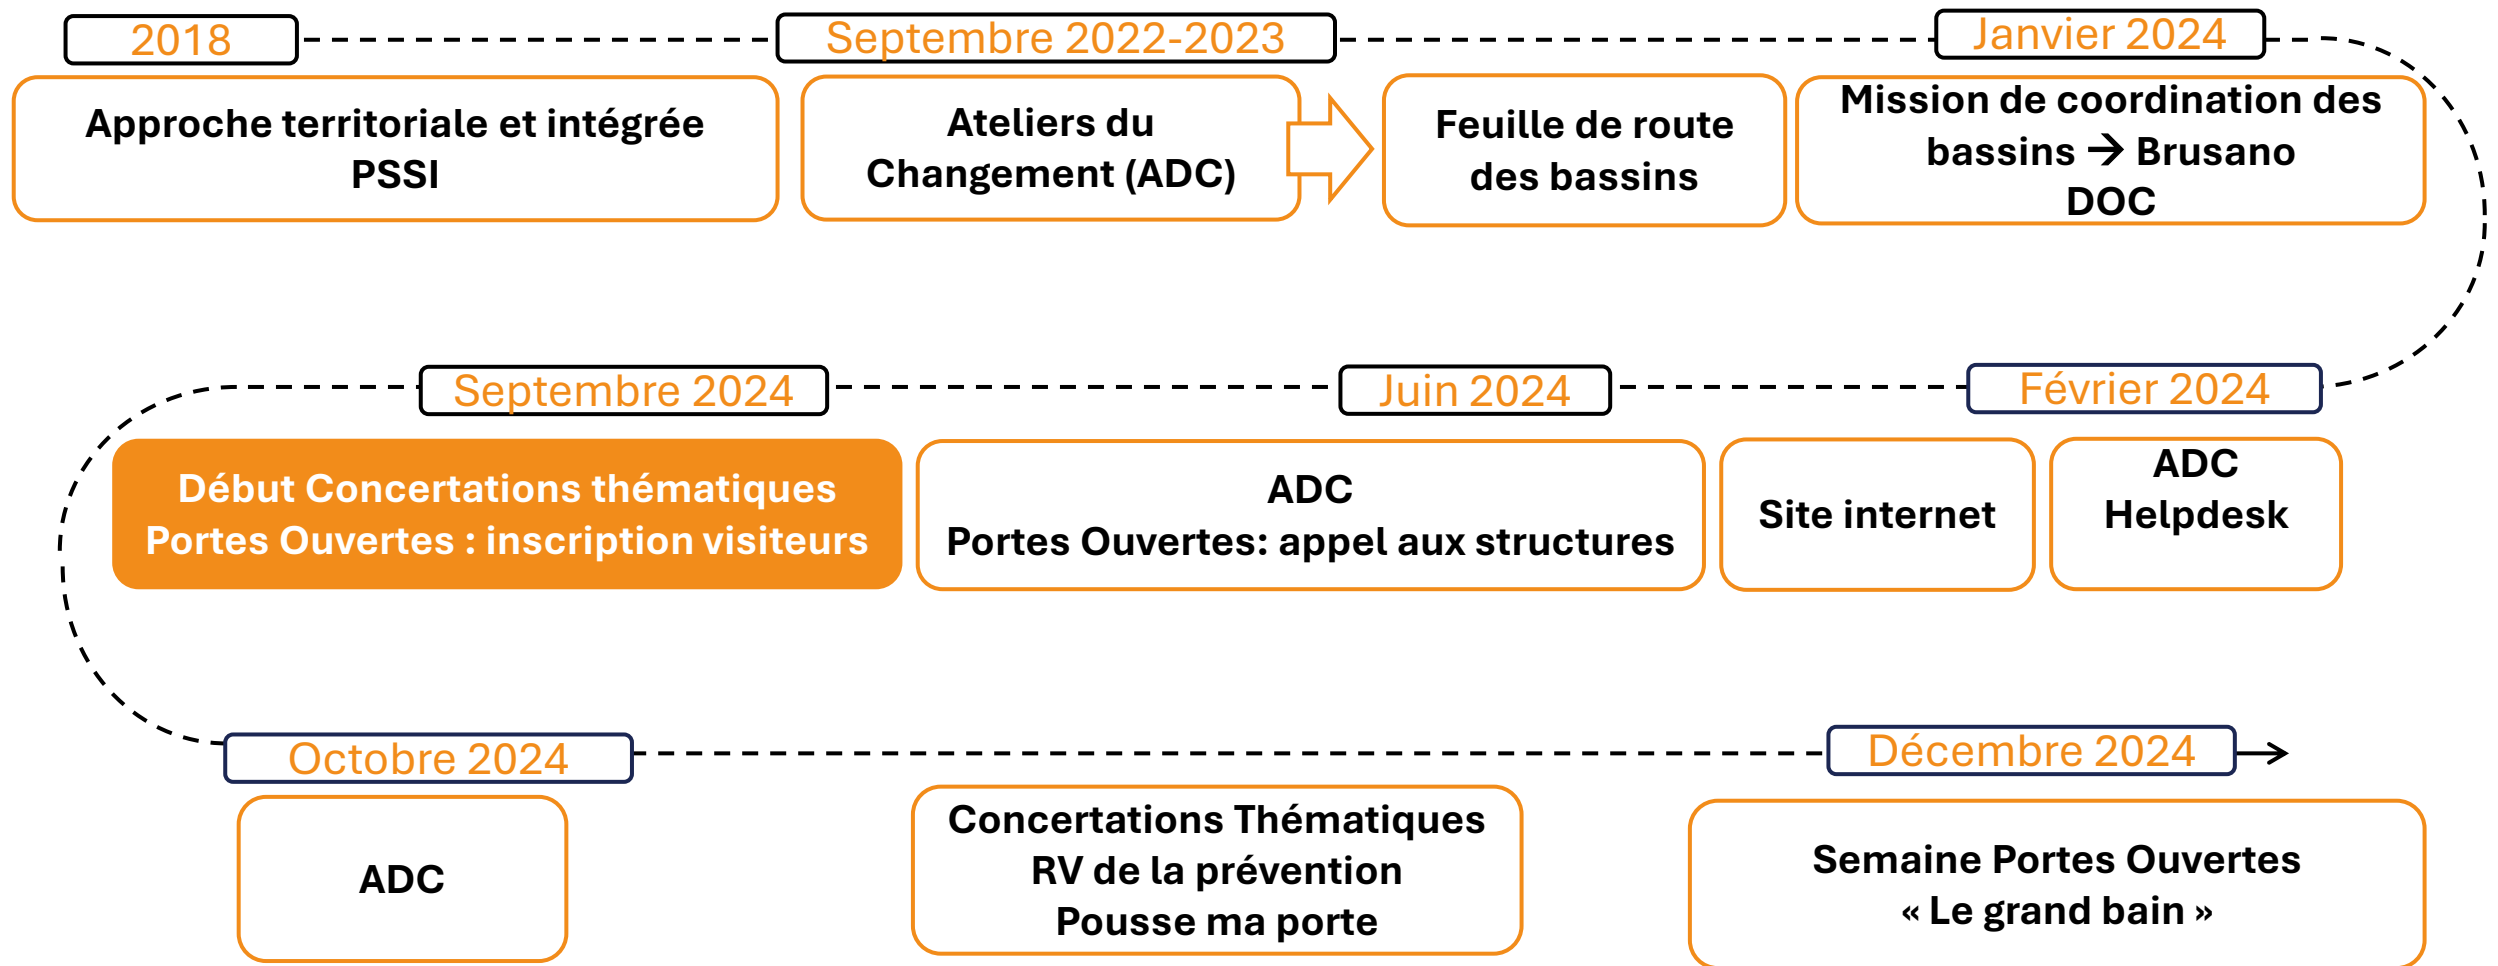 2018
Septembre 2022-2023
Janvier 2024
Approche territoriale et intégrée
PSSI
Ateliers du
Changement (ADC)
Feuille de route
des bassins
Mission de coordination des
bassins → Brusano
DOC
Février 2024
Juin 2024
Septembre 2024
ADC
Helpdesk
Site internet
ADC
Portes Ouvertes: appel aux structures
Début Concertations thématiques
Portes Ouvertes : inscription visiteurs
Octobre 2024
Décembre 2024
ADC
Concertations Thématiques
RV de la prévention
Pousse ma porte
Semaine Portes Ouvertes
« Le grand bain »